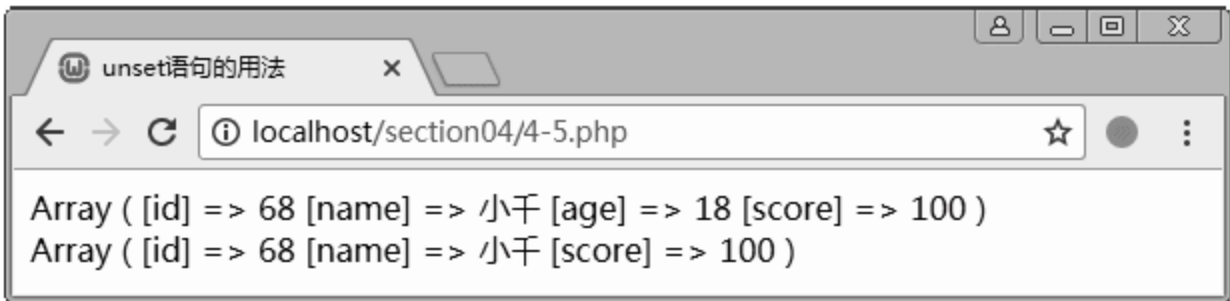 unset语句的用法
localhost/section04/4-5.php
Array ( [id] => 68 [name] => 小千 [age] => 18 [score] => 100 )
Array ( [id] => 68 [name] => 小千 [score] => 100 )